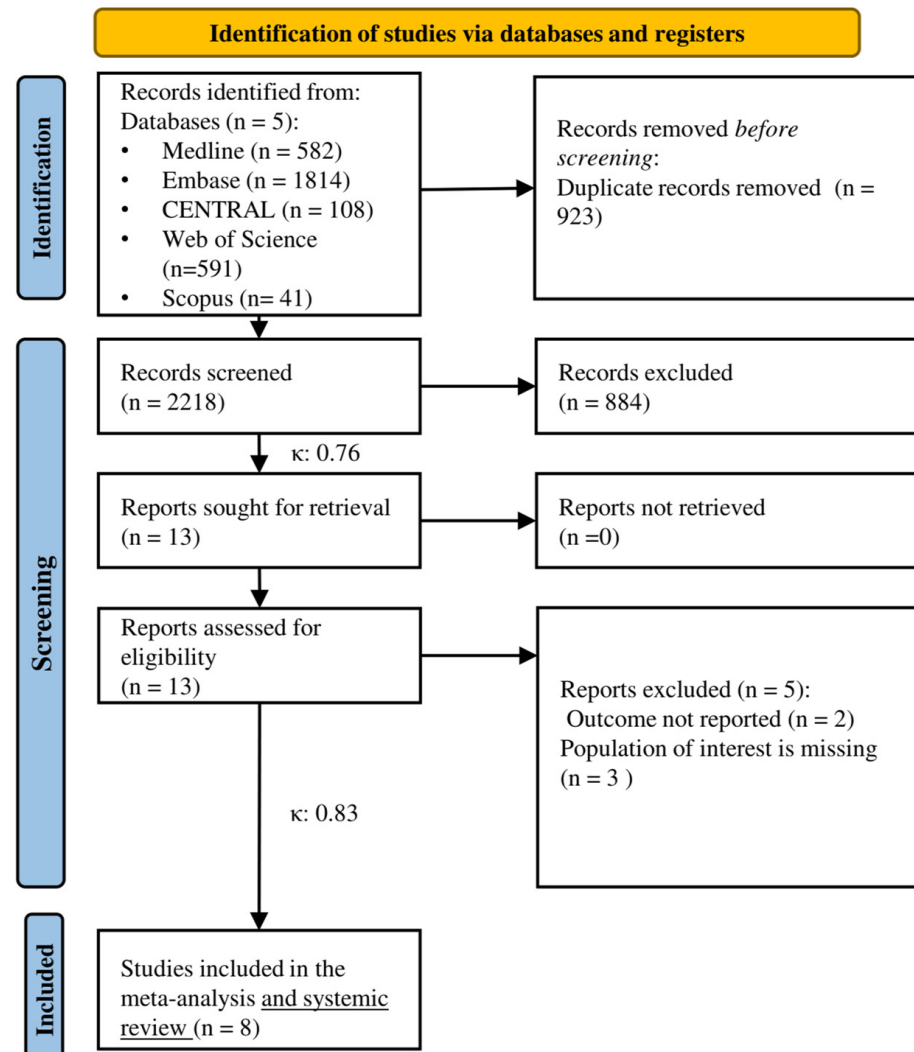 Identification of studies via databases and registers
Identification
Records identified from:
Databases (n = 5):
• Medline (n = 582)
• Embase (n = 1814)
• CENTRAL (n = 108)
• Web of Science
(n=591)
• Scopus (n= 41)
Records removed before
screening:
Duplicate records removed (n =
923)
Screening
Records screened
(n = 2218)
Records excluded
(n = 884)
κ: 0.76
Reports sought for retrieval
(n = 13)
Reports not retrieved
(n =0)
Reports assessed for
eligibility
(n = 13)
Reports excluded (n = 5):
Outcome not reported (n = 2)
Population of interest is missing
(n = 3 )
κ: 0.83
Included
Studies included in the
meta-analysis and systemic
review (n = 8)